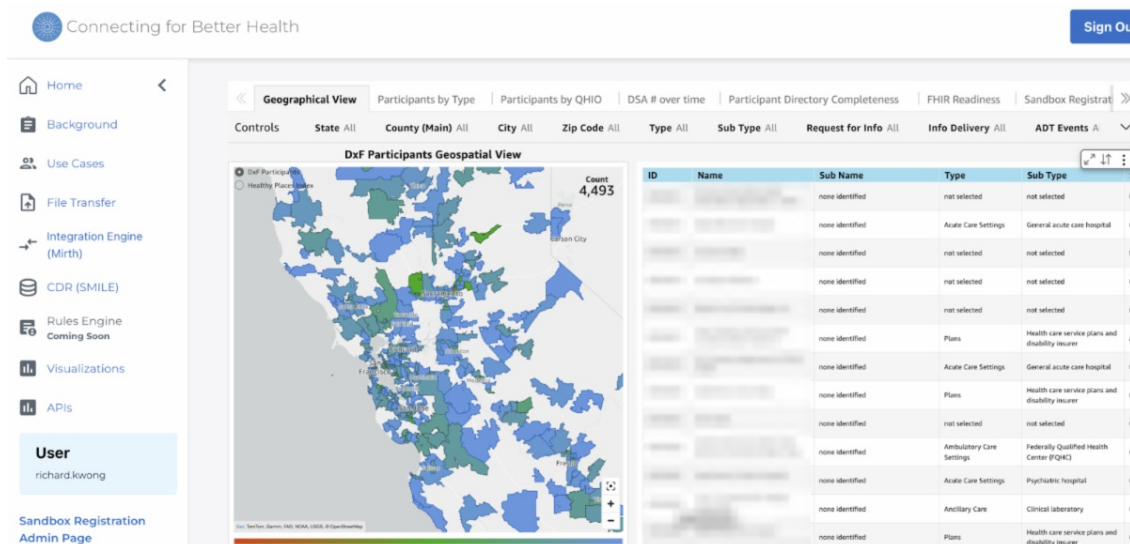 Connecting for Better Health
Sign Ou
Home
Background
Use Cases
File Transfer
Integration Engine
(Mirth)
CDR (SMILE)
Rules Engine
Coming Soon
Visualizations
APIs
User
richard.kwong
Sandbox Registration
Admin Page
Geographical View
Participants by Type
Participants by QHIO
DSA # over time
Participant Directory Completeness
FHIR Readiness
Sandbox Registrat
Controls
State All
County (Main) All
City All
Zip Code All
Type All
Sub Type All
Request for Info All
Info Delivery All
ADT Events A
DxF Participants Geospatial View
DxF Participants
Healthy Places Index
Count
4,493
ID Name Sub Name Type Sub Type
none identified not selected not selected
none identified Acute Care Settings General acute care hospital
none identified not selected not selected
none identified not selected not selected
none identified not selected not selected
none identified Plans Health care service plans and
disability insurer
none identified Acute Care Settings General acute care hospital
none identified Plans Health care service plans and
disability insurer
none identified not selected not selected
none identified Ambulatory Care
Settings
Federally Qualified Health
Center (FQHC)
none identified Acute Care Settings Psychiatric hospital
none identified Ancillary Care Clinical laboratory
none identified Plans Health care service plans and
disability insurer